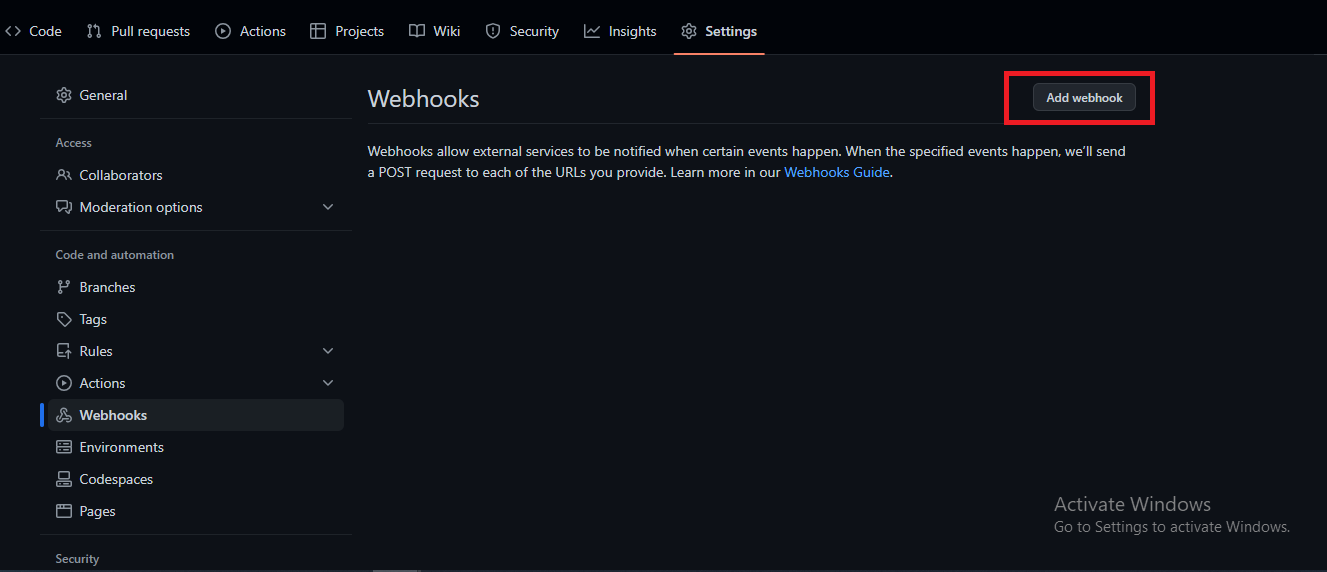 Code Pull requests Actions Projects Wiki Security Insights Settings
General
Access
Collaborators
Moderation options
Code and automation
Branches
Tags
Rules
Actions
Webhooks
Environments
Codespaces
Pages
Security
Webhooks
Add webhook
Webhooks allow external services to be notified when certain events happen. When the specified events happen, we’ll send
a POST request to each of the URLs you provide. Learn more in our Webhooks Guide.
Activate Windows
Go to Settings to activate Windows.